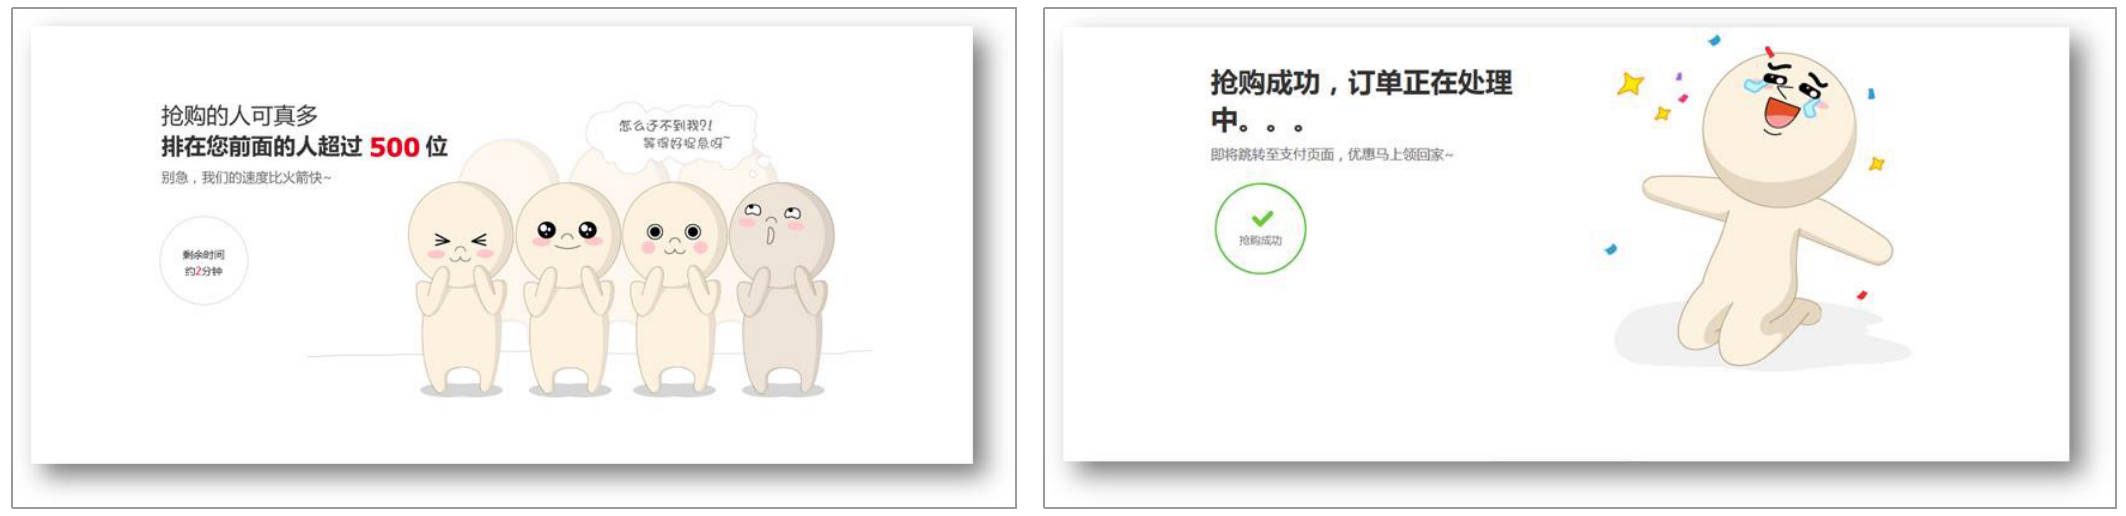 抢购的人可真多
排在您前面的人超过 500 位
别急，我们的速度比火箭快~
剩余时间
约2分钟
怎么还不到我?!
等得好捉急呀~
抢购成功，订单正在处理
中。。。
即将跳转至支付页面，优惠马上领回家~
抢购成功